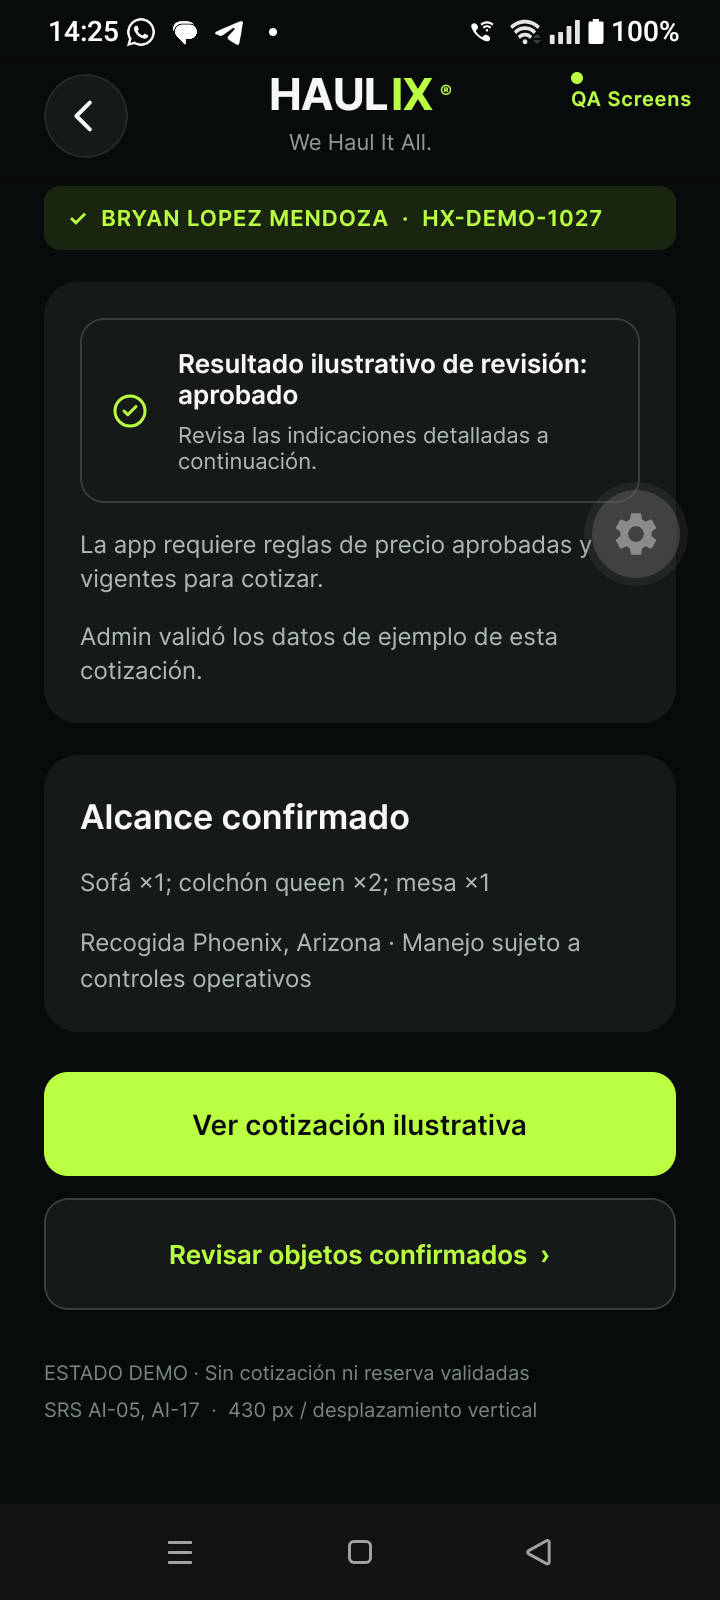 14:25
100%
HAULIX ®
QA Screens
We Haul It All.
✓ BRYAN LOPEZ MENDOZA · HX-DEMO-1027
Resultado ilustrativo de revisión:
aprobado
Revisa las indicaciones detalladas a
continuación.
La app requiere reglas de precio aprobadas y
vigentes para cotizar.
Admin validó los datos de ejemplo de esta
cotización.
Alcance confirmado
Sofá ×1; colchón queen ×2; mesa ×1
Recogida Phoenix, Arizona · Manejo sujeto a
controles operativos
Ver cotización ilustrativa
Revisar objetos confirmados ›
ESTADO DEMO · Sin cotización ni reserva validadas
SRS AI-05, AI-17 · 430 px / desplazamiento vertical